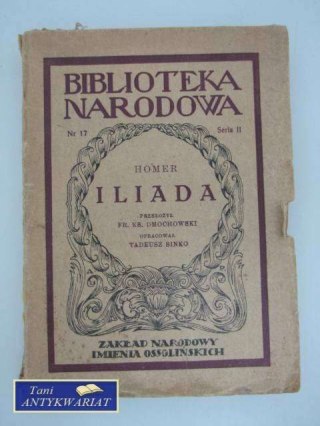 BIBLIOTEKA
NARODOWA
Nr 17 Seria II
HOMER
ILIADA
PRZEŁOŻYŁ
FR. KS. DMOCHOWSKI
OPRACOWAŁ
TADEUSZ SINKO
ZAKŁAD NARODOWY
IMIENIA OSSOLIŃSKICH
Tani
ANTYKWARIAT